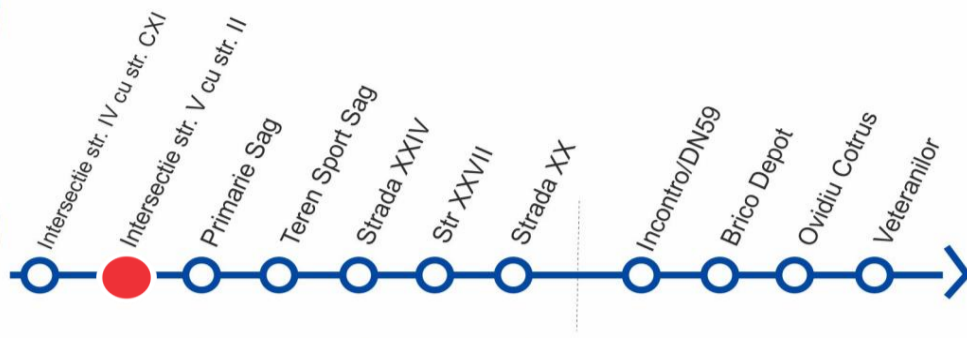 Intersectie str. IV cu str. CXI
Intersectie str. V cu str. II
Primarie Sag
Teren Sport Sag
Strada XXIV
Str XXVII
Strada XX
Incontro/DN59
Brico Depot
Ovidiu Cotrus
Veteranilor